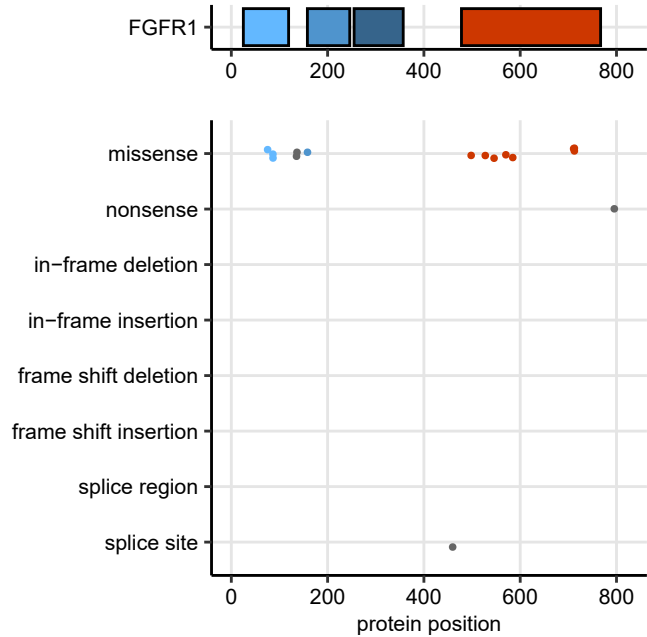 FGFR1
0 200 400 600 800
missense
nonsense
in−frame deletion
in−frame insertion
frame shift deletion
frame shift insertion
splice region
splice site
0 200 400 600 800
protein position